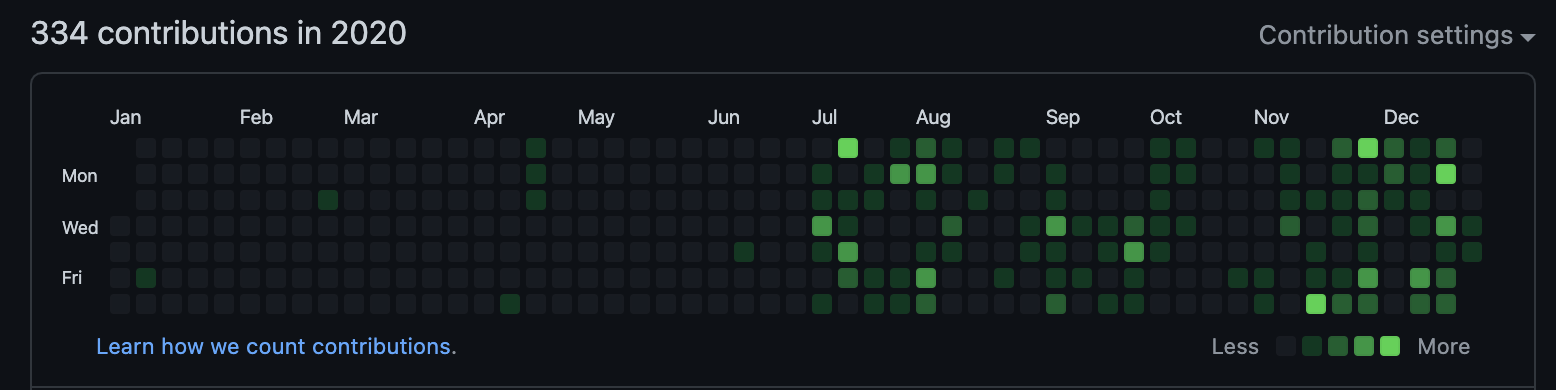 334 contributions in 2020
Contribution settings
Jan Feb Mar Apr May Jun Jul Aug Sep Oct Nov Dec
Mon
Wed
Fri
Learn how we count contributions.
Less More